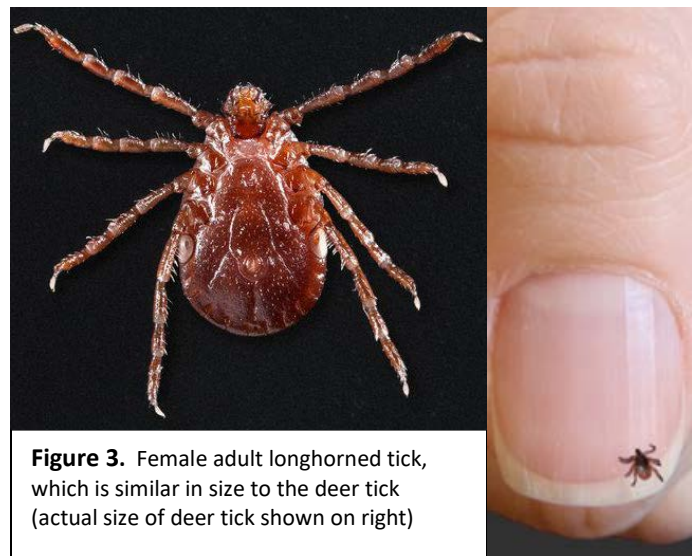 Figure 3. Female adult longhorned tick,
which is similar in size to the deer tick
(actual size of deer tick shown on right)